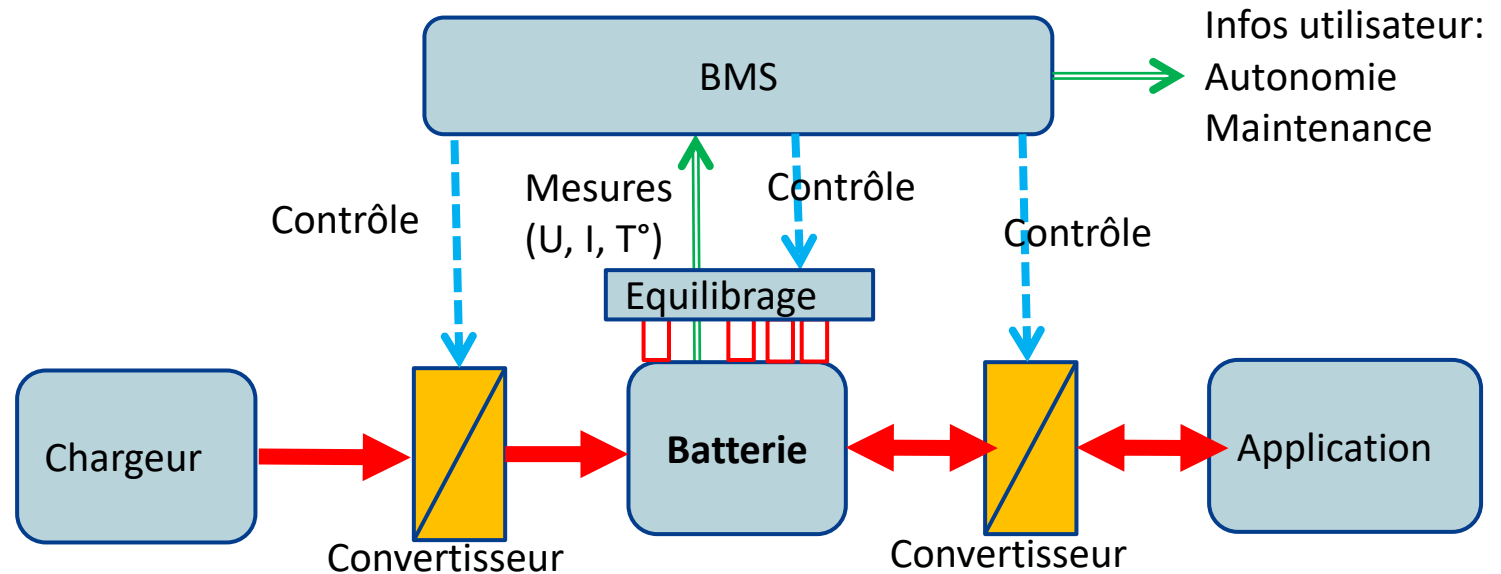 Infos utilisateur:
Autonomie
Maintenance
BMS
Contrôle
Mesures
(U, I, T°)
Contrôle
Contrôle
Equilibrage
Chargeur
Batterie
Application
Convertisseur
Convertisseur